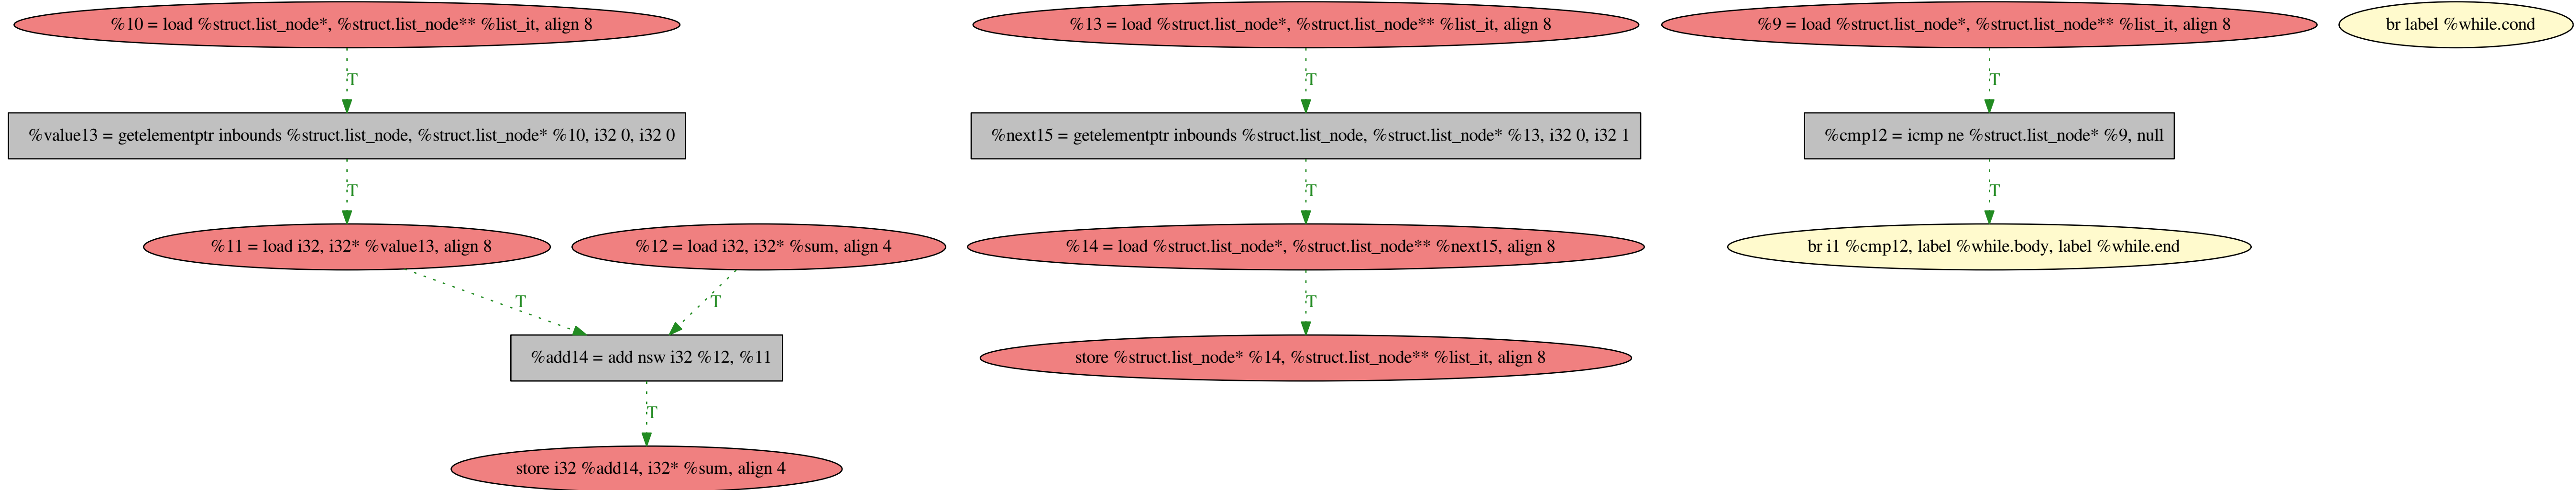 %10 = load %struct.list_node*, %struct.list_node** %list_it, align 8
%13 = load %struct.list_node*, %struct.list_node** %list_it, align 8
%9 = load %struct.list_node*, %struct.list_node** %list_it, align 8
br label %while.cond
T
T
T
%value13 = getelementptr inbounds %struct.list_node, %struct.list_node* %10, i32 0, i32 0
%next15 = getelementptr inbounds %struct.list_node, %struct.list_node* %13, i32 0, i32 1
%cmp12 = icmp ne %struct.list_node* %9, null
T
T
T
%11 = load i32, i32* %value13, align 8
%12 = load i32, i32* %sum, align 4
%14 = load %struct.list_node*, %struct.list_node** %next15, align 8
br i1 %cmp12, label %while.body, label %while.end
T
T
T
%add14 = add nsw i32 %12, %11
store %struct.list_node* %14, %struct.list_node** %list_it, align 8
T
store i32 %add14, i32* %sum, align 4